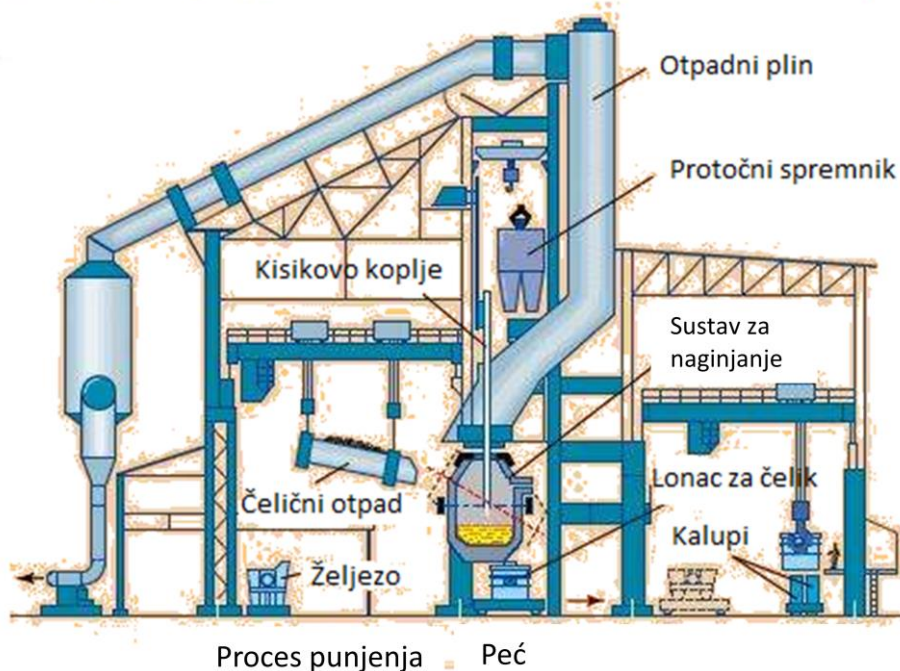 Otpadni plin
Protočni spremnik
Kisikovo koplje
Sustav za
naginjanje
Čelični otpad
Lonac za čelik
Kalupi
Željezo
Proces punjenja
Peć